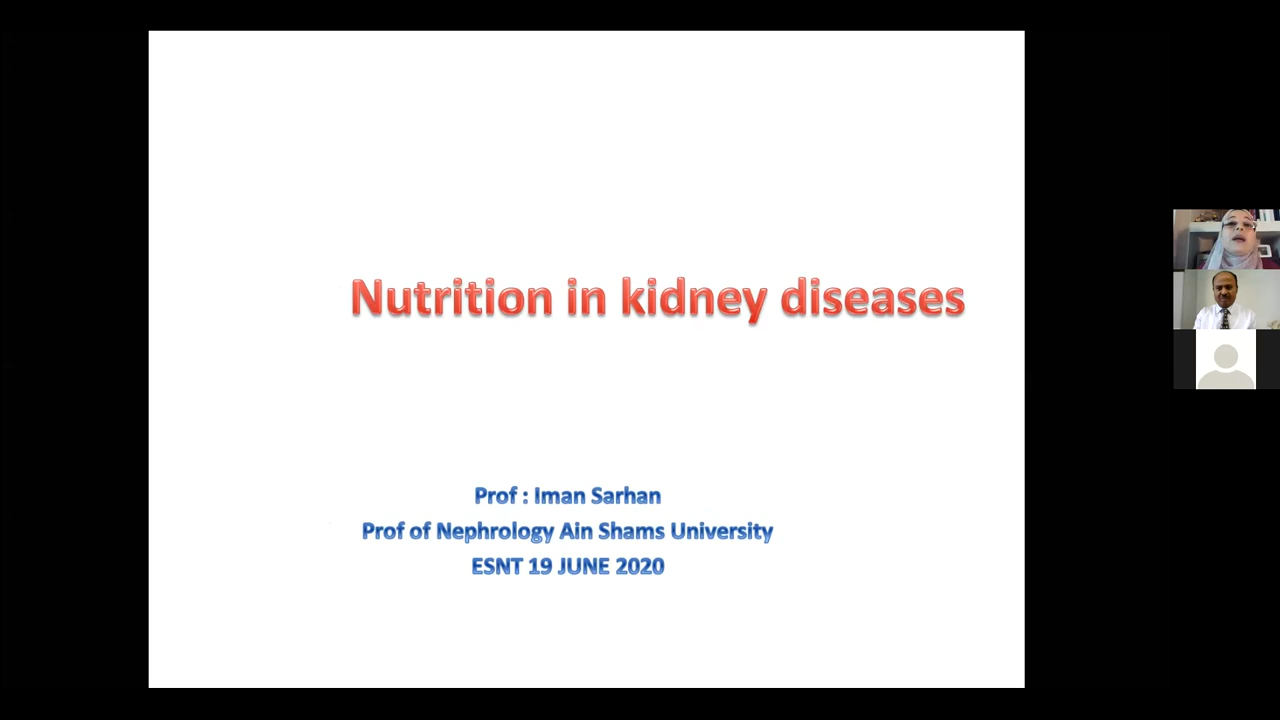 Nutrition in kidney diseases
Prof : Iman Sarhan
Prof of Nephrology Ain Shams University
ESNT 19 JUNE 2020